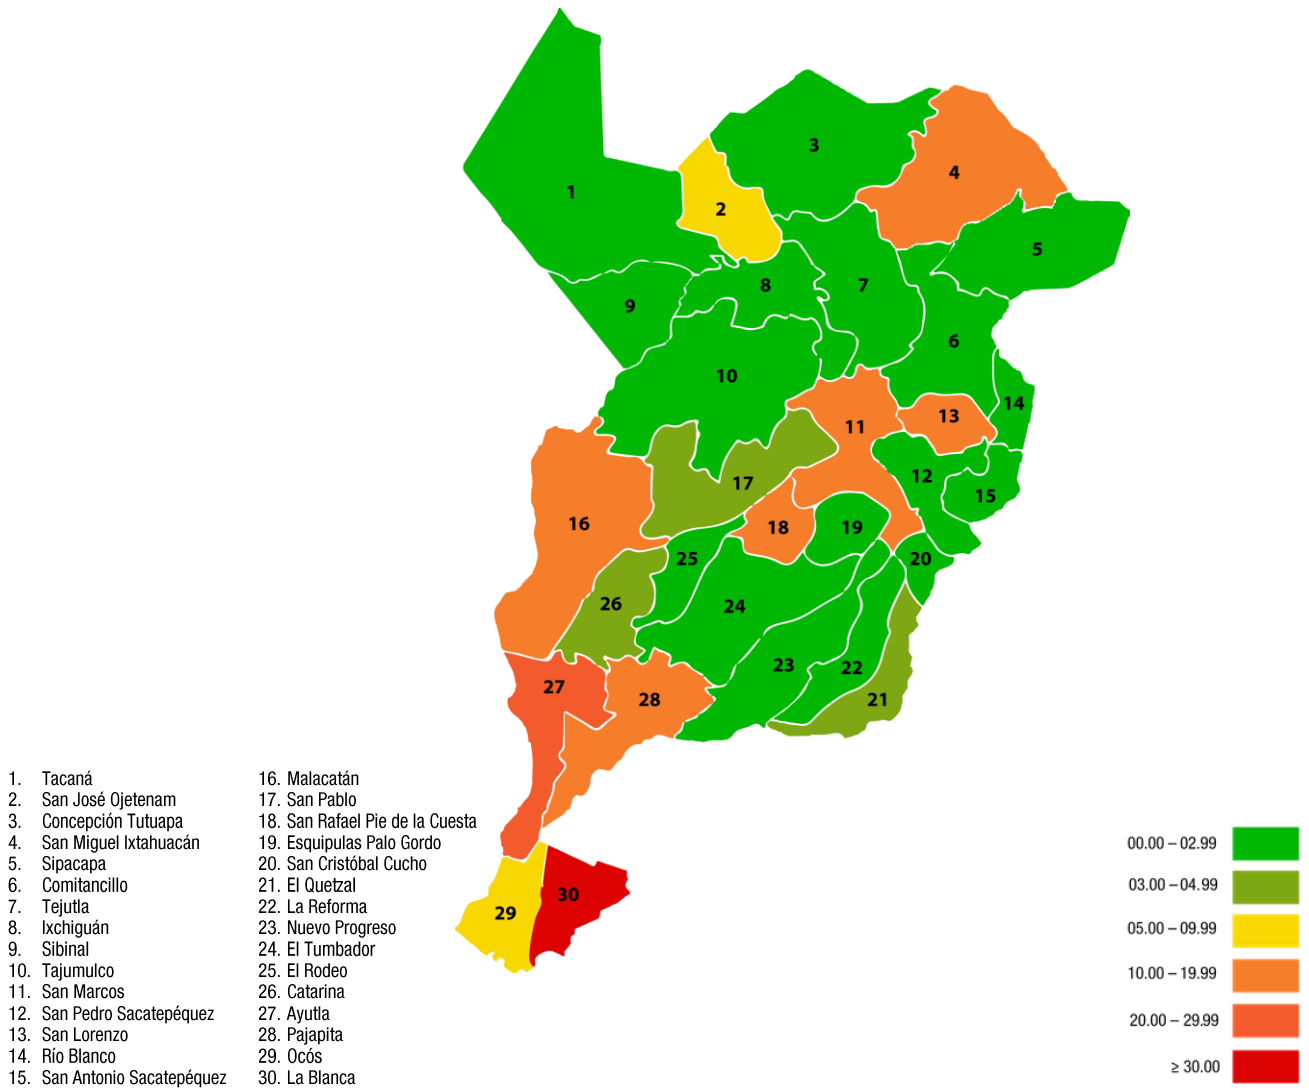 1
2
3
4
5
6
7
8
9
10
11
12
13
14
15
16
17
18
19
20
21
22
23
24
25
26
27
28
29
30
1. Tacaná
2. San José Ojetenam
3. Concepción Tutuapa
4. San Miguel Ixtahuacán
5. Sipacapa
6. Comitancillo
7. Tejutla
8. Ixchiguán
9. Sibinal
10. Tajumulco
11. San Marcos
12. San Pedro Sacatepéquez
13. San Lorenzo
14. Río Blanco
15. San Antonio Sacatepéquez
16. Malacatán
17. San Pablo
18. San Rafael Pie de la Cuesta
19. Esquipulas Palo Gordo
20. San Cristóbal Cucho
21. El Quetzal
22. La Reforma
23. Nuevo Progreso
24. El Tumbador
25. El Rodeo
26. Catarina
27. Ayutla
28. Pajapita
29. Ocós
30. La Blanca
00.00 – 02.99
03.00 – 04.99
05.00 – 09.99
10.00 – 19.99
20.00 – 29.99
≥ 30.00